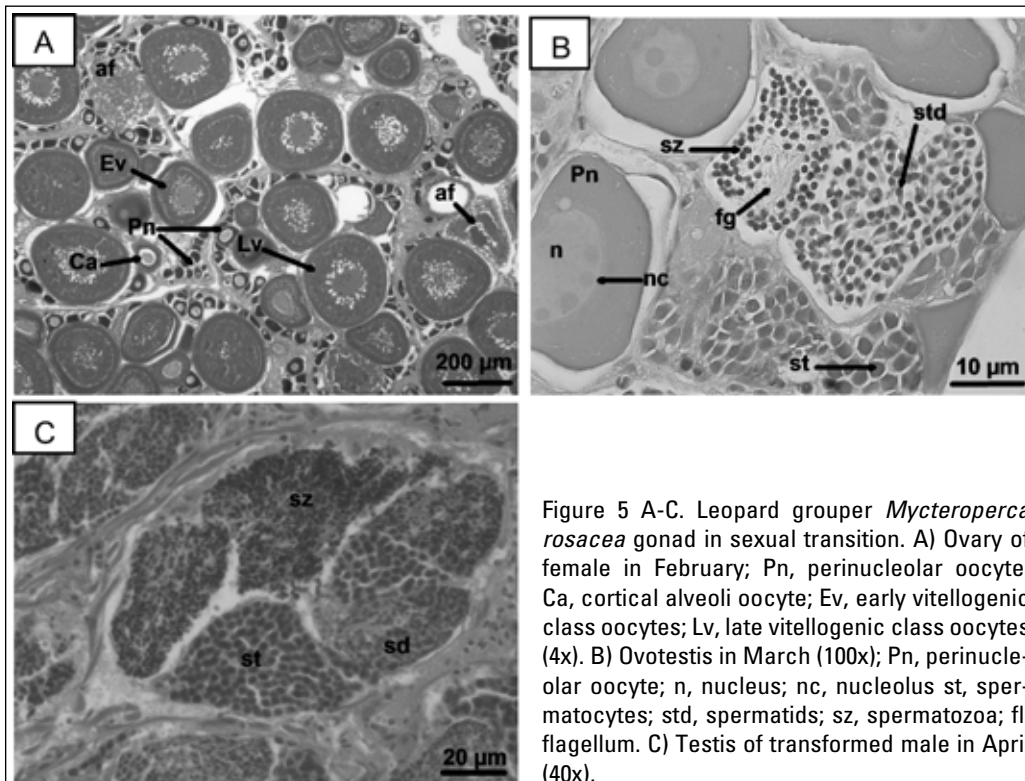 A
af
Ev
Pn
Ca
Lv
af
200 µm
B
std
sz
Pn
fg
n
nc
st
10 µm
C
sz
st
sd
20 µm
Figure 5 A-C. Leopard grouper Mycteroperca
rosacea gonad in sexual transition. A) Ovary of
female in February; Pn, perinucleolar oocyte
Ca, cortical alveoli oocyte; Ev, early vitellogenic
class oocytes; Lv, late vitellogenic class oocytes
(4x). B) Ovotestis in March (100x); Pn, perinucle-
olar oocyte; n, nucleus; nc, nucleolus st, sper-
matocytes; std, spermatids; sz, spermatozoa; fl
flagellum. C) Testis of transformed male in Apri
(40x).